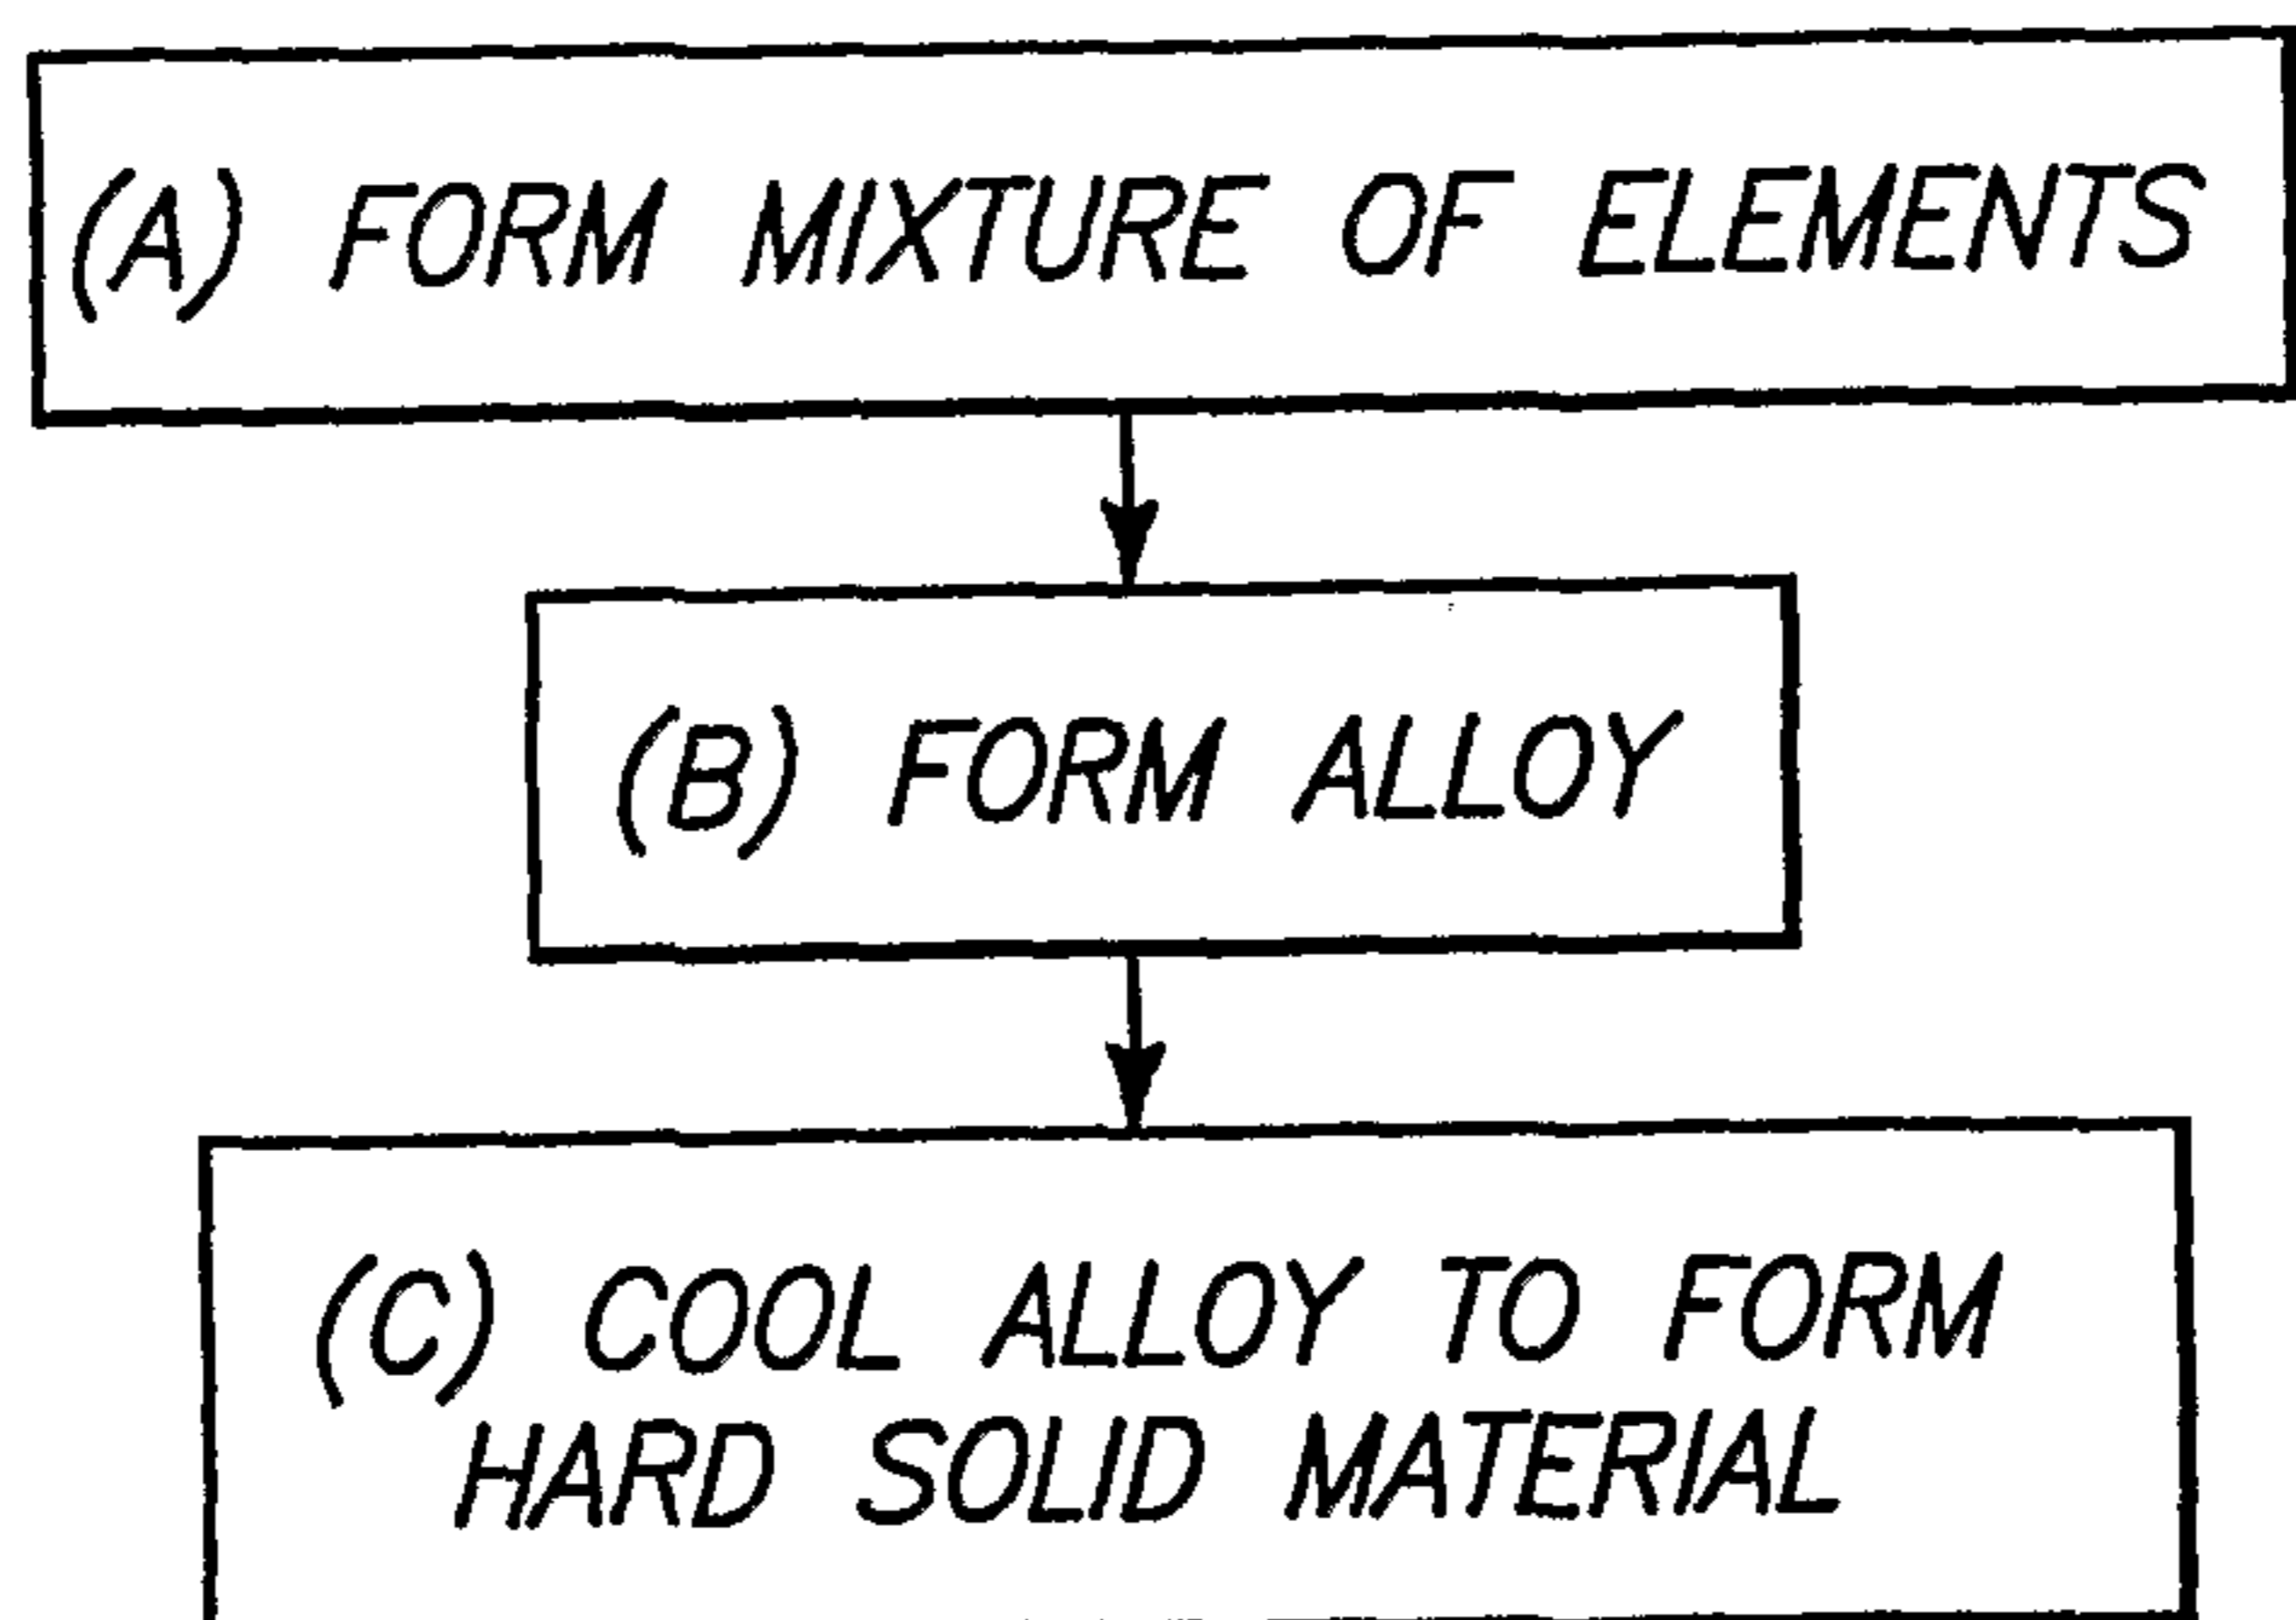 (A) FORM MIXTURE OF ELEMENTS
(B) FORM ALLOY
(C) COOL ALLOY TO FORM
HARD SOLID MATERIAL